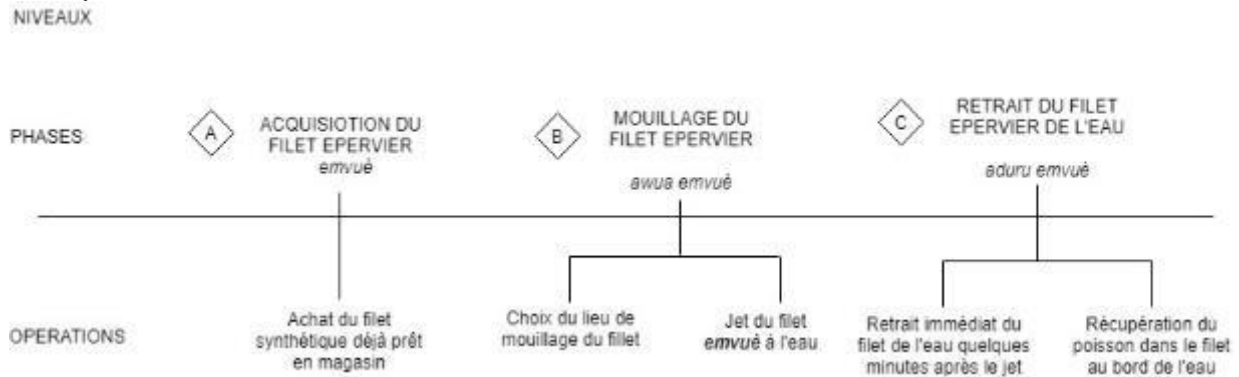 NIVEAUX
PHASES
A
ACQUISIOTION DU
FILET EPERVIER
emvuè
B
MOUILLAGE DU
FILET EPERVIER
awua emvuè
C
RETRAIT DU FILET
EPERVIER DE L'EAU
aduru emvuè
OPERATIONS
Achat du filet
synthétique déjà prêt
en magasin
Choix du lieu de
mouillage du fillet
Jet du filet
emvuè à l'eau
Retrait immédiat du
filet de l'eau quelques
minutes après le jet
Récupération du
poisson dans le filet
au bord de l'eau